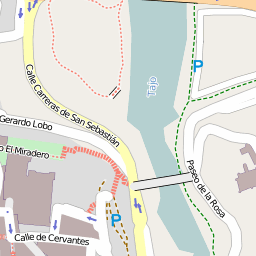 P
Tajo
Calle Carreras de San Sebastián
Gerardo Lobo
o El Miradero
Paseo de la Rosa
P
Calle de Cervantes